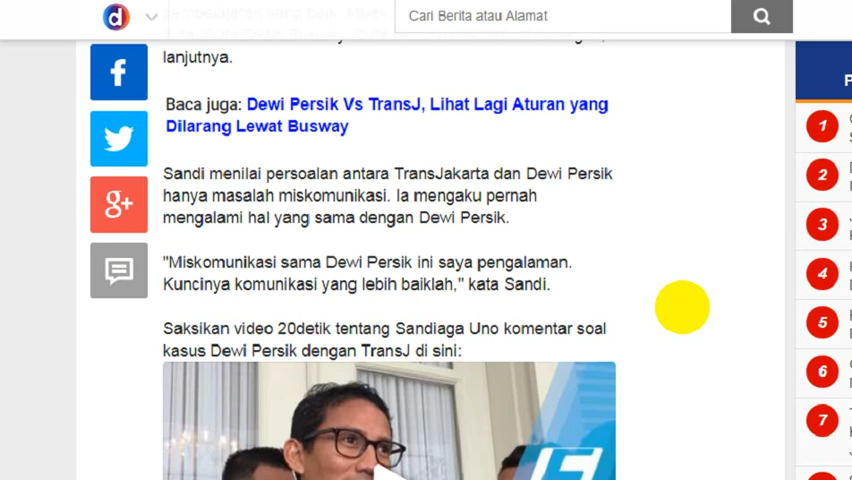 d
Cari Berita atau Alamat
lanjutnya.
Baca juga: Dewi Persik Vs TransJ, Lihat Lagi Aturan yang
Dilarang Lewat Busway
Sandi menilai persoalan antara TransJakarta dan Dewi Persik
hanya masalah miskomunikasi. Ia mengaku pernah
mengalami hal yang sama dengan Dewi Persik.
"Miskomunikasi sama Dewi Persik ini saya pengalaman.
Kuncinya komunikasi yang lebih baiklah," kata Sandi.
Saksikan video 20detik tentang Sandiaga Uno komentar soal
kasus Dewi Persik dengan TransJ di sini:
f
g+
P
1
2
3
4
5
6
7